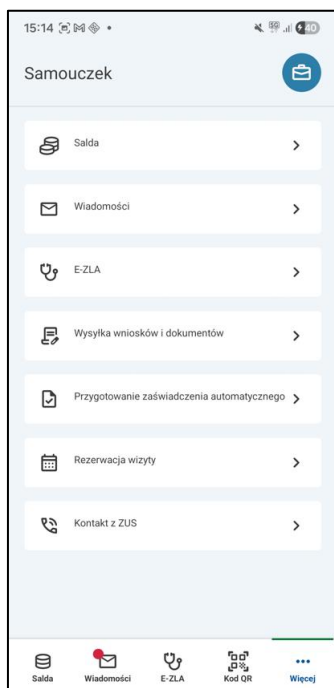 15:14
40
Samouczek
Salda
Wiadomości
E-ZLA
Wysyłka wniosków i dokumentów
Przygotowanie zaświadczenia automatycznego
Rezerwacja wizyty
Kontakt z ZUS
Salda Wiadomości E-ZLA Kod QR Więcej